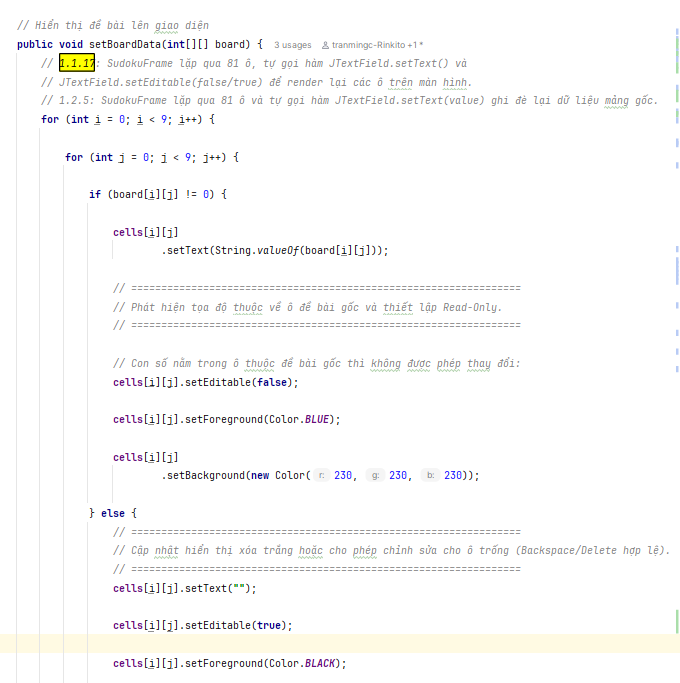 // Hiển thị đề bài lên giao diện
public void setBoardData(int[][] board) { 3 usages tranmingc-Rinkito +1 *
// 1.1.17: SudokuFrame lặp qua 81 ô, tự gọi hàm JTextField.setText() và
// JTextField.setEditable(false/true) để render lại các ô trên màn hình.
// 1.2.5: SudokuFrame lặp qua 81 ô và tự gọi hàm JTextField.setText(value) ghi đè lại dữ liệu mảng gốc.
for (int i = 0; i < 9; i++) {
for (int j = 0; j < 9; j++) {
if (board[i][j] != 0) {
cells[i][j]
.setText(String.valueOf(board[i][j]));
// =================================================================
// Phát hiện tọa độ thuộc về ô đề bài gốc và thiết lập Read-Only.
// =================================================================
// Con số nằm trong ô thuộc đề bài gốc thì không được phép thay đổi:
cells[i][j].setEditable(false);
cells[i][j].setForeground(Color.BLUE);
cells[i][j]
.setBackground(new Color( r: 230, g: 230, b: 230));
} else {
// =================================================================
// Cập nhật hiển thị xóa trắng hoặc cho phép chỉnh sửa cho ô trống (Backspace/Delete hợp lệ).
// =================================================================
cells[i][j].setText("");
cells[i][j].setEditable(true);
cells[i][j].setForeground(Color.BLACK);